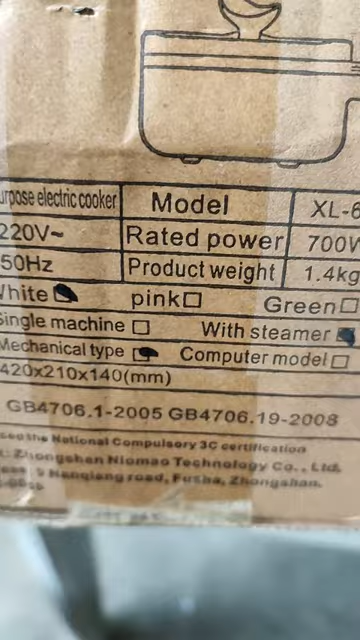 urpose electric cooker Model XL-6
220V~ Rated power 700W
50Hz Product weight 1.4kg
White pink Green
Single machine With steamer
Mechanical type Computer model
420x210x140(mm)
GB4706.1-2005 GB4706.19-2008
the National Compulsory 3C certification
Zhongshan Niomao Technology Co., Ltd.
9 Nanqiang road, Fusha, Zhongshan.